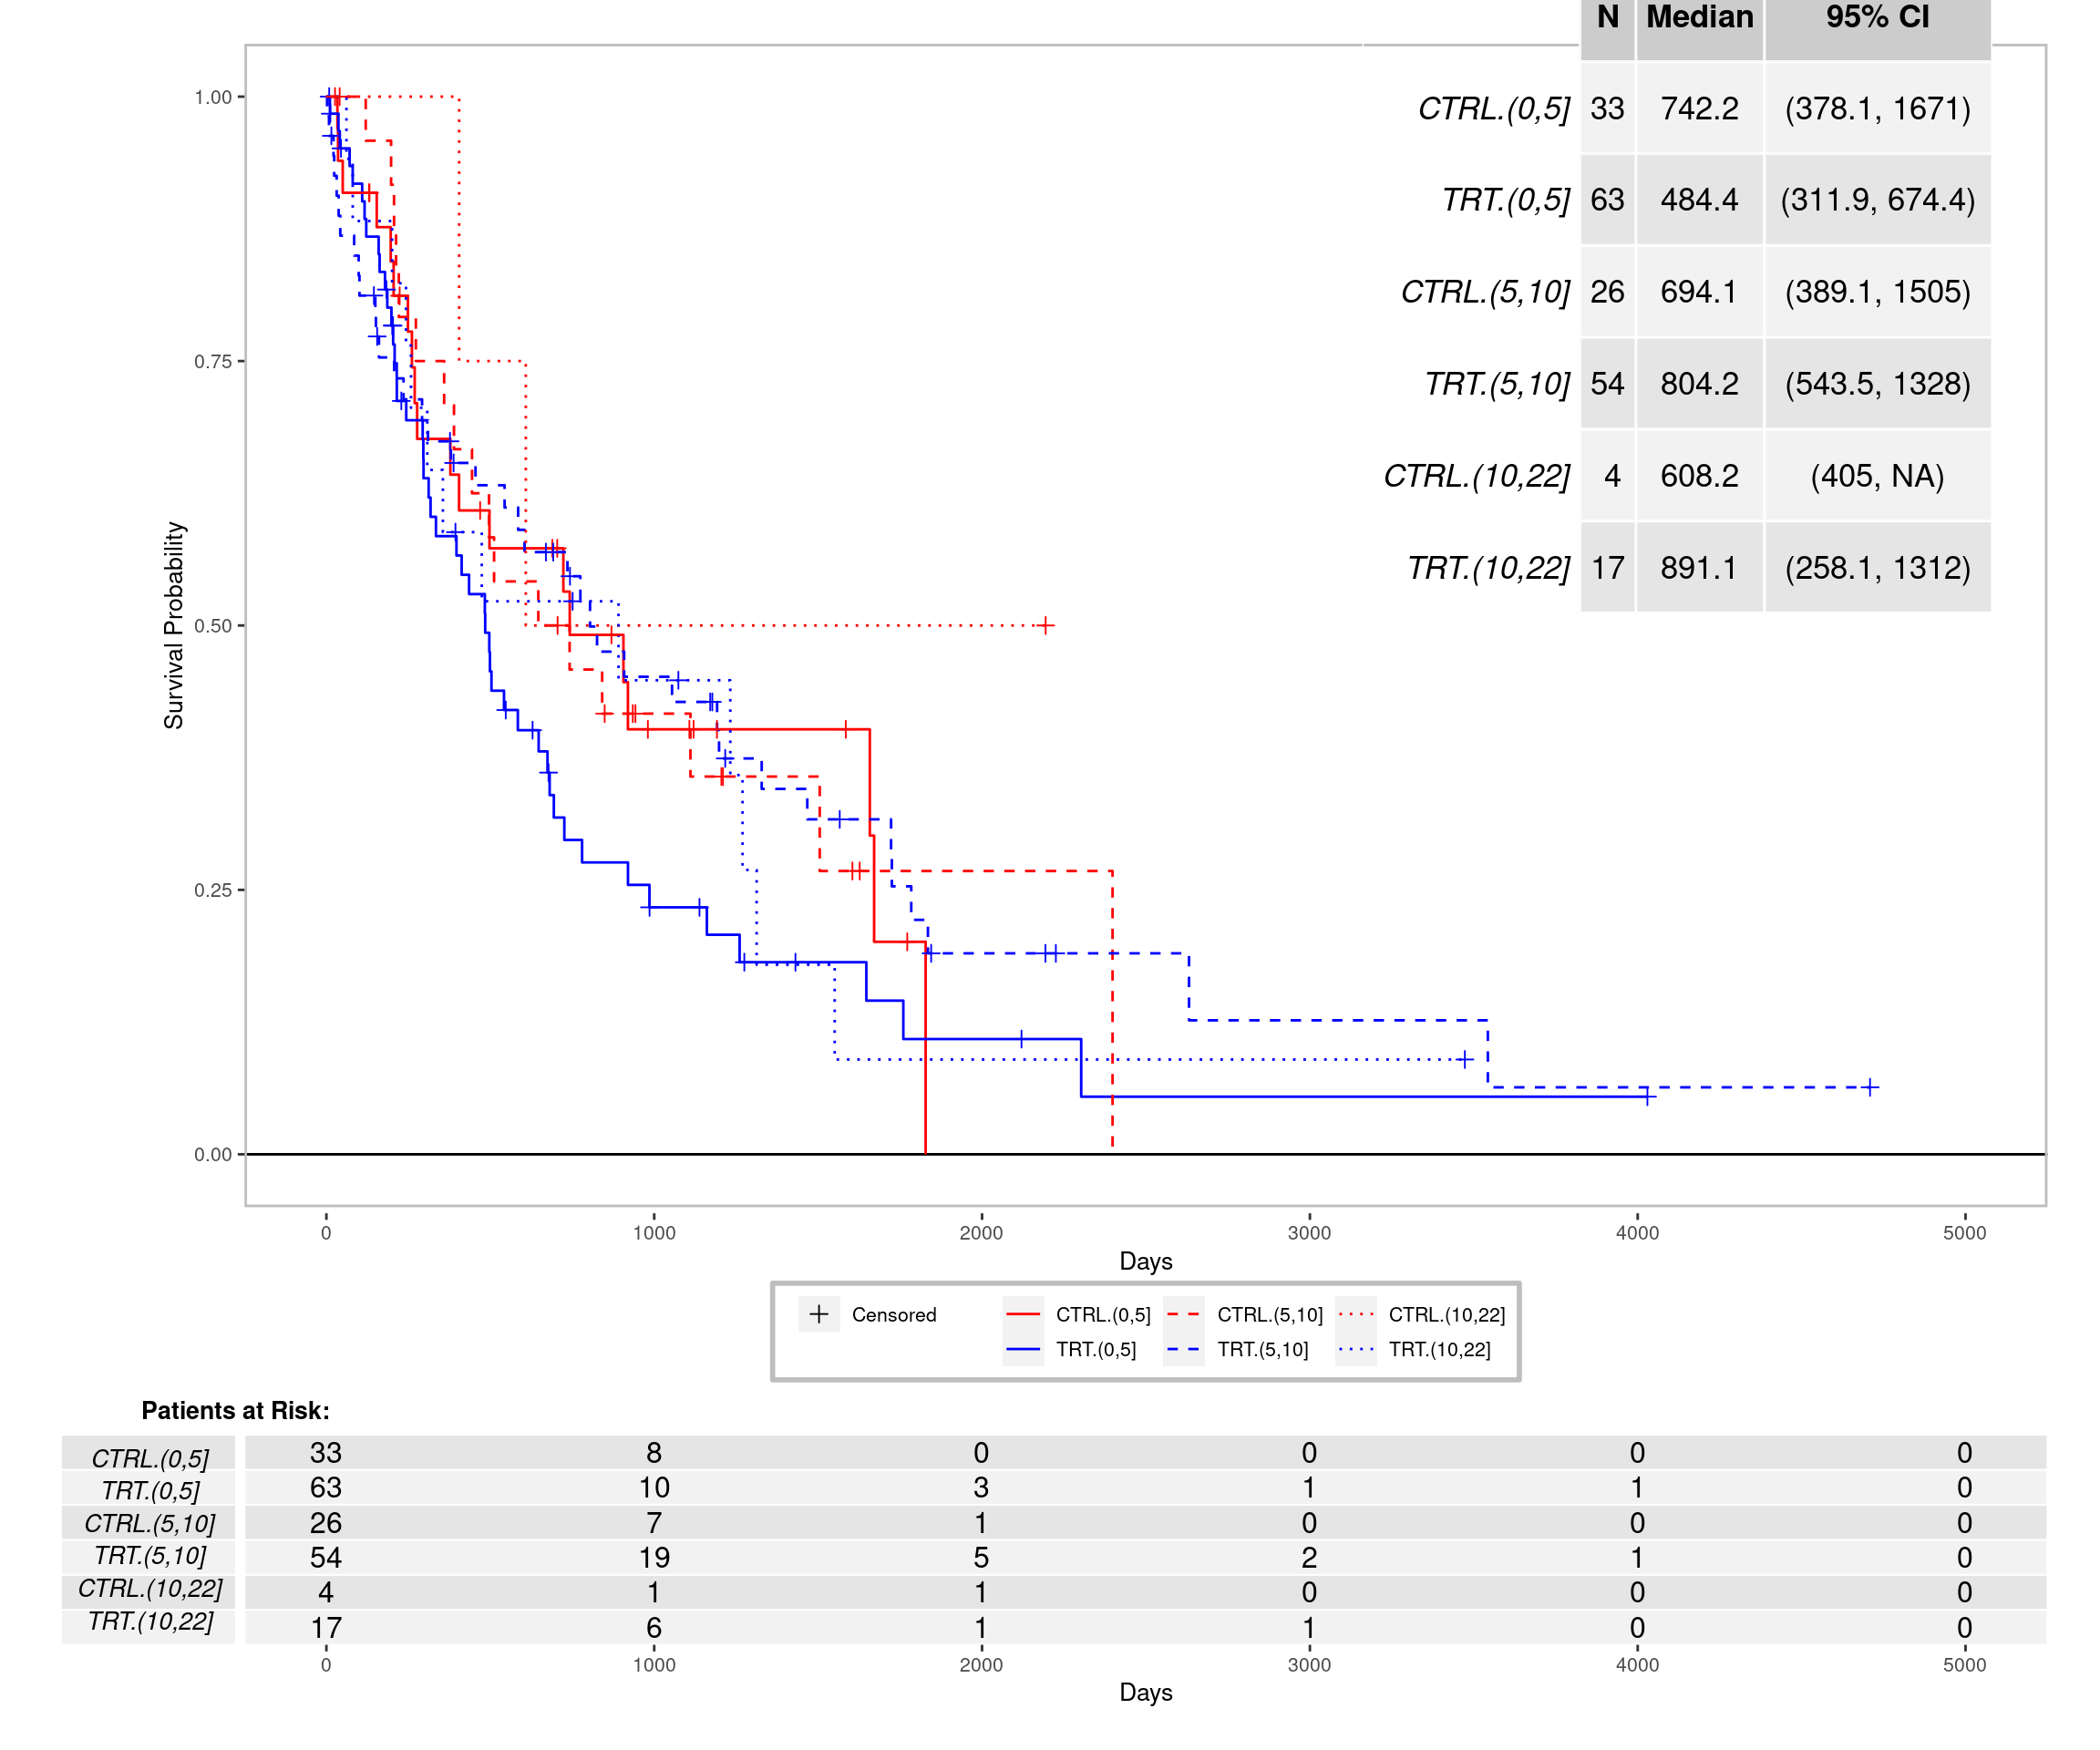 N Median 95% CI
CTRL.(0,5] 33 742.2 (378.1, 1671)
TRT.(0,5] 63 484.4 (311.9, 674.4)
CTRL.(5,10] 26 694.1 (389.1, 1505)
TRT.(5,10] 54 804.2 (543.5, 1328)
CTRL.(10,22] 4 608.2 (405, NA)
TRT.(10,22] 17 891.1 (258.1, 1312)
Survival Probability
1.00
0.75
0.50
0.25
0.00
0 1000 2000 3000 4000 5000
Days
Censored CTRL.(0,5] CTRL.(5,10] CTRL.(10,22]
TRT.(0,5] TRT.(5,10] TRT.(10,22]
Patients at Risk:
CTRL.(0,5] 33 8 0 0 0 0
TRT.(0,5] 63 10 3 1 1 0
CTRL.(5,10] 26 7 1 0 0 0
TRT.(5,10] 54 19 5 2 1 0
CTRL.(10,22] 4 1 1 0 0 0
TRT.(10,22] 17 6 1 1 0 0
0 1000 2000 3000 4000 5000
Days